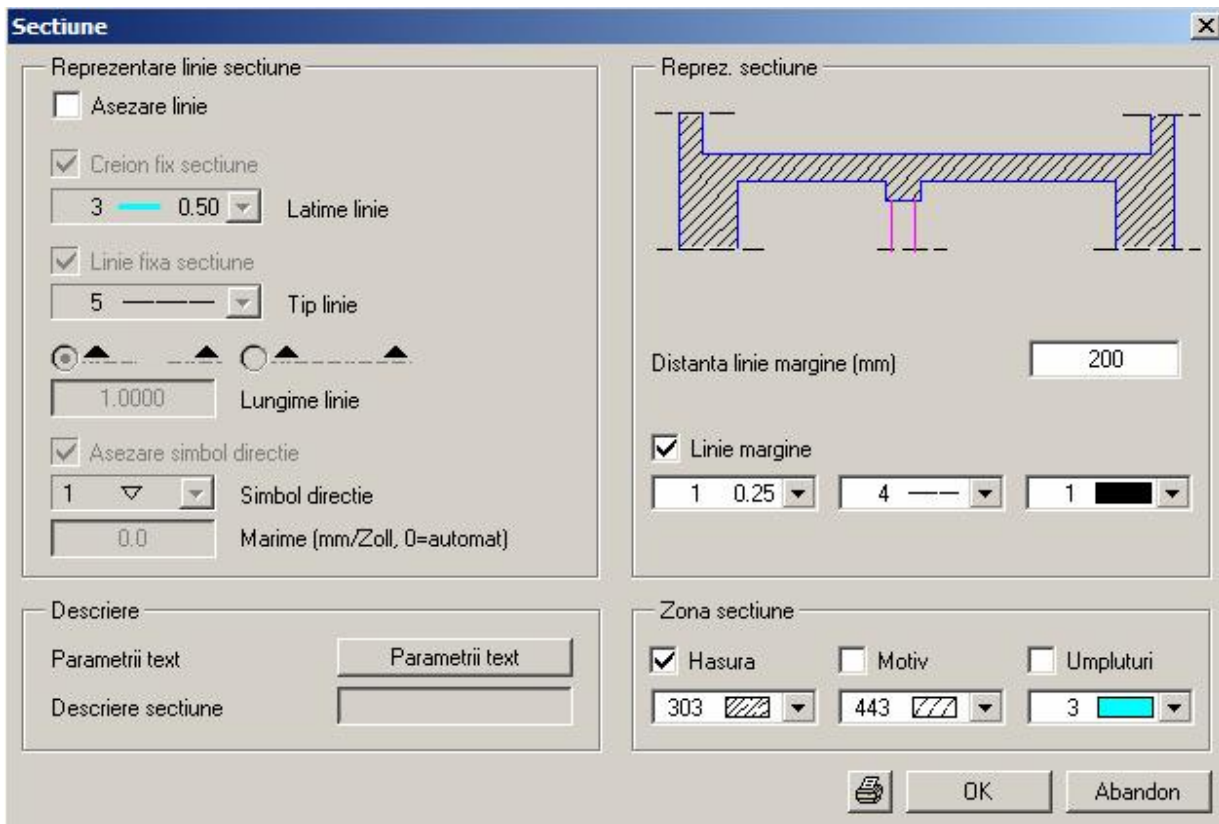 Sectiune
Reprezentare linie sectiune
Asezare linie
Creion fix sectiune
3 0.50 Latime linie
Linie fixa sectiune
5 Tip linie
1.0000 Lungime linie
Asezare simbol directie
1 Simbol directie
0.0 Marime (mm/Zoll, 0=automat)
Reprez. sectiune
Distanta linie margine (mm) 200
Linie margine
1 0.25 4 1
Descriere
Parametrii text Parametrii text
Descriere sectiune
Zona sectiune
Hasura Motiv Umpluturi
303 443 3
OK Abandon